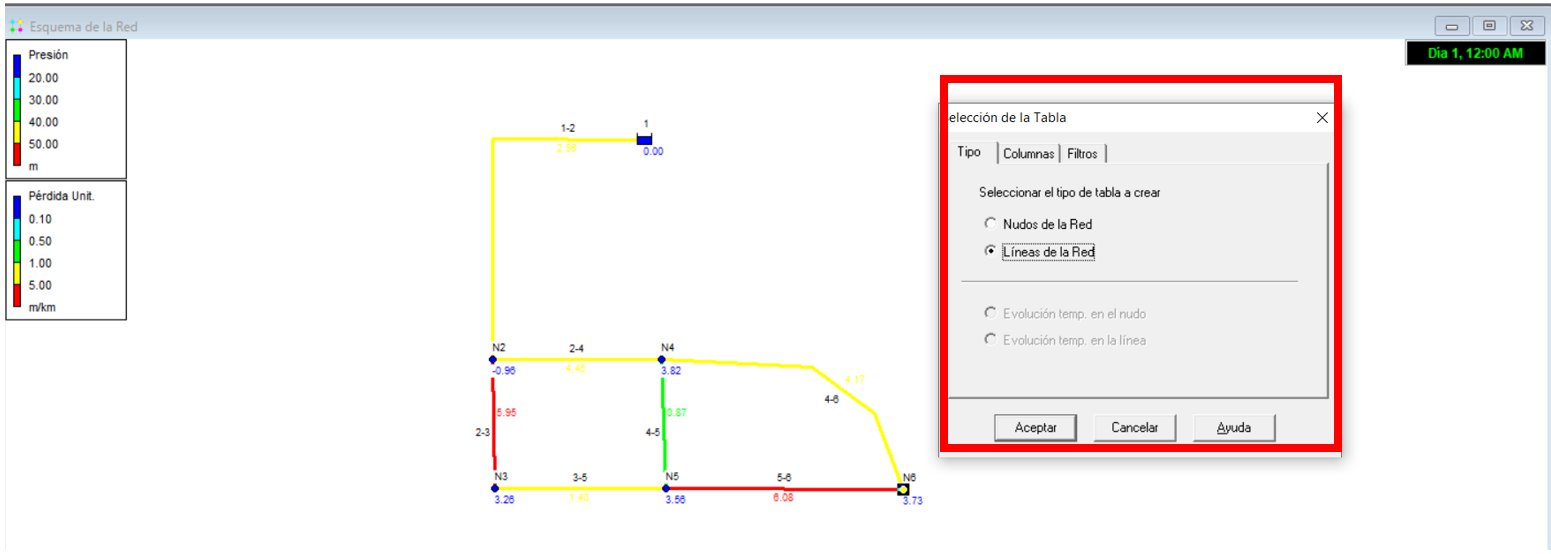 Esquema de la Red
Presión
20.00
30.00
40.00
50.00
m
Pérdida Unit.
0.10
0.50
1.00
5.00
m/km
Dia 1, 12:00 AM
1-2
1
2.96
0.00
N2
2-4
N4
-0.96
4.45
3.82
4.17
4-6
5.95
0.87
2-3
4-5
N3
3-5
N5
5-6
N6
3.26
1.40
3.56
6.08
3.73
elección de la Tabla
Tipo
Columnas
Filtros
Seleccionar el tipo de tabla a crear
Nudos de la Red
Líneas de la Red
Evolución temp. en el nudo
Evolución temp. en la línea
Aceptar
Cancelar
Ayuda